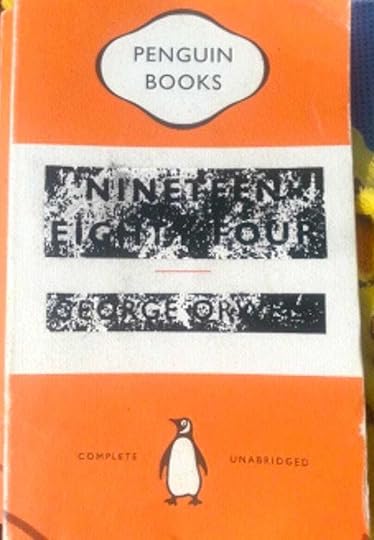 PENGUIN
BOOKS
NINETEEN
EIGHTY-FOUR
GEORGE ORWELL
COMPLETE
UNABRIDGED